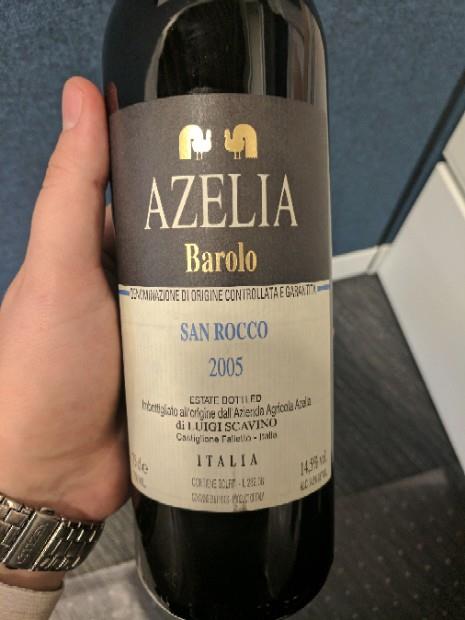 AZELIA
Barolo
DENOMINAZIONE DI ORIGINE CONTROLLATA E GARANTITA
SAN ROCCO
2005
ESTATE BOTTLED
Imbottigliato all'origine dall'Azienda Agricola Azelia
di LUIGI SCAVINO
Castiglione Falletto - Italia
ITALIA
14,5% vol